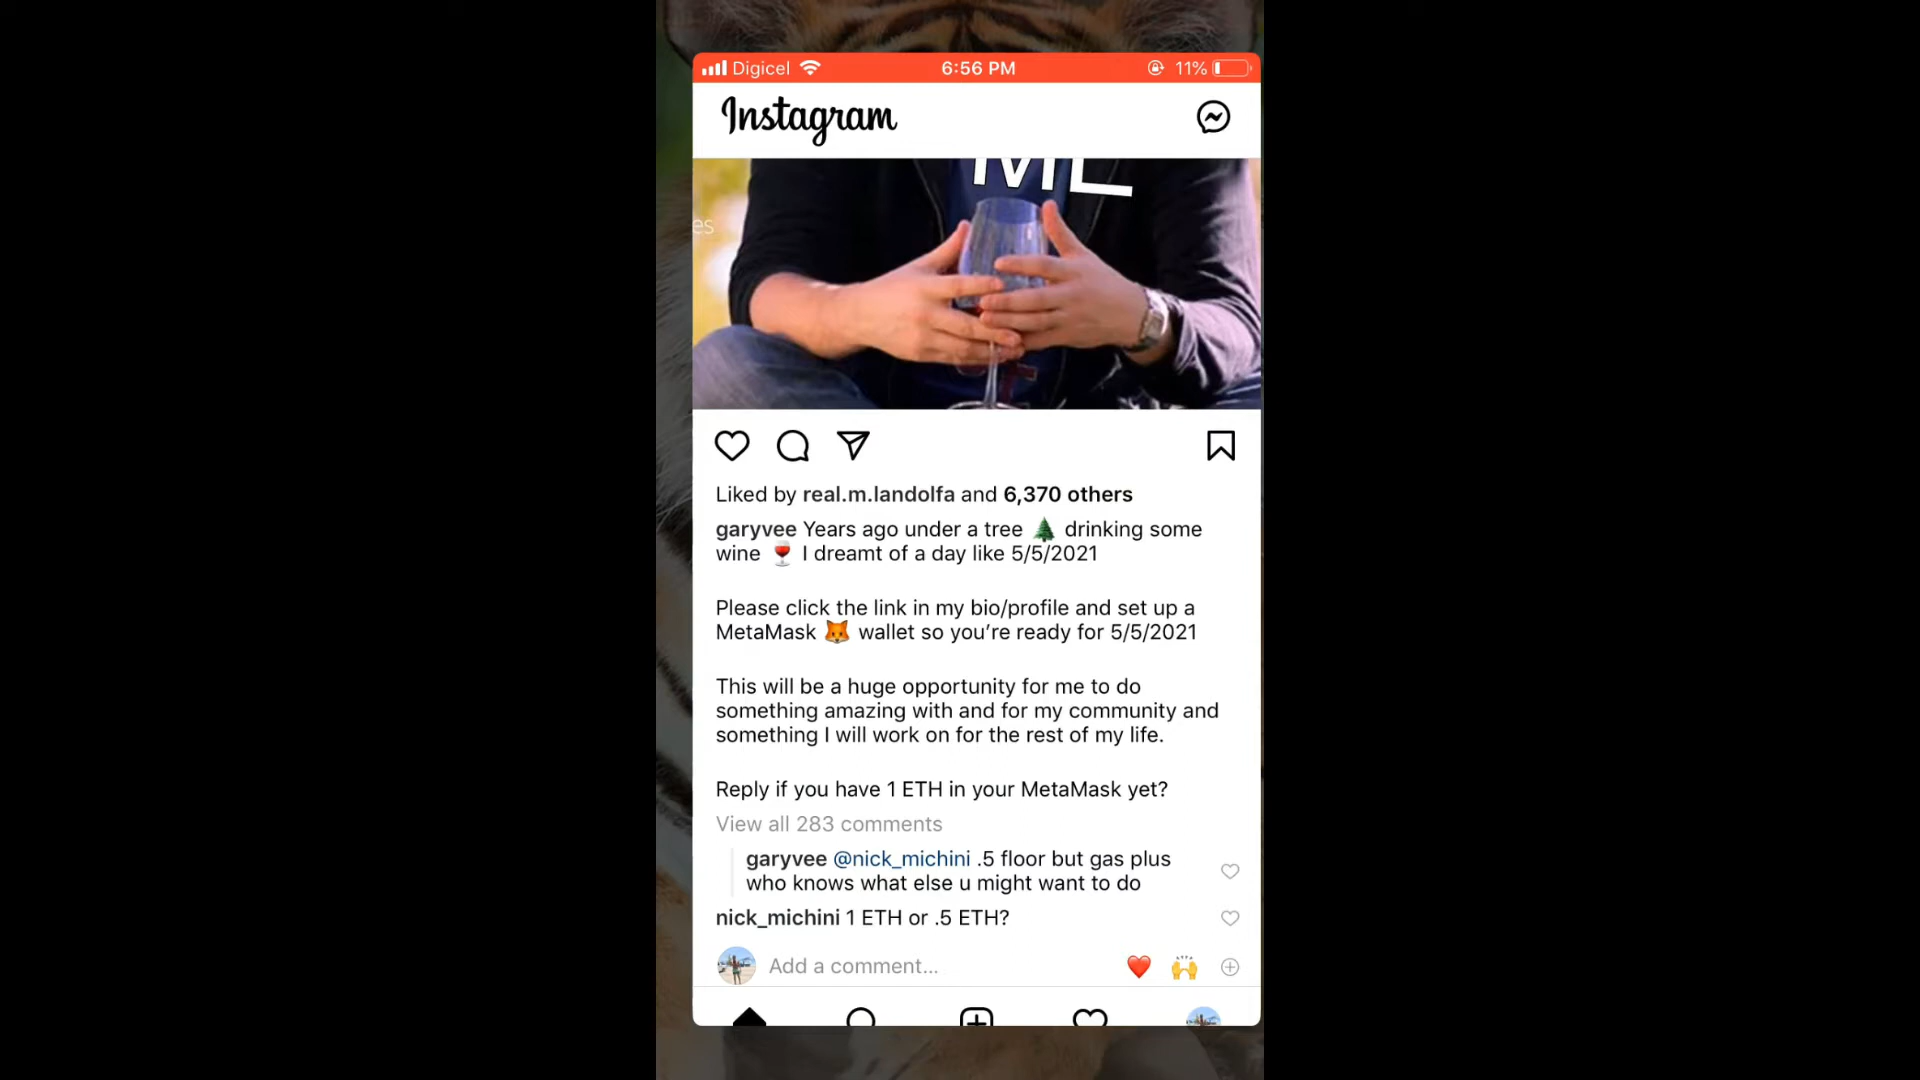 Digicel
6:56 PM
11%
Instagram
ME
es
Liked by real.m.landolfa and 6,370 others
garyvee Years ago under a tree 🌲 drinking some
wine 🍷 I dreamt of a day like 5/5/2021
Please click the link in my bio/profile and set up a
MetaMask 🦊 wallet so you’re ready for 5/5/2021
This will be a huge opportunity for me to do
something amazing with and for my community and
something I will work on for the rest of my life.
Reply if you have 1 ETH in your MetaMask yet?
View all 283 comments
garyvee @nick_michini .5 floor but gas plus
who knows what else u might want to do
nick_michini 1 ETH or .5 ETH?
Add a comment...